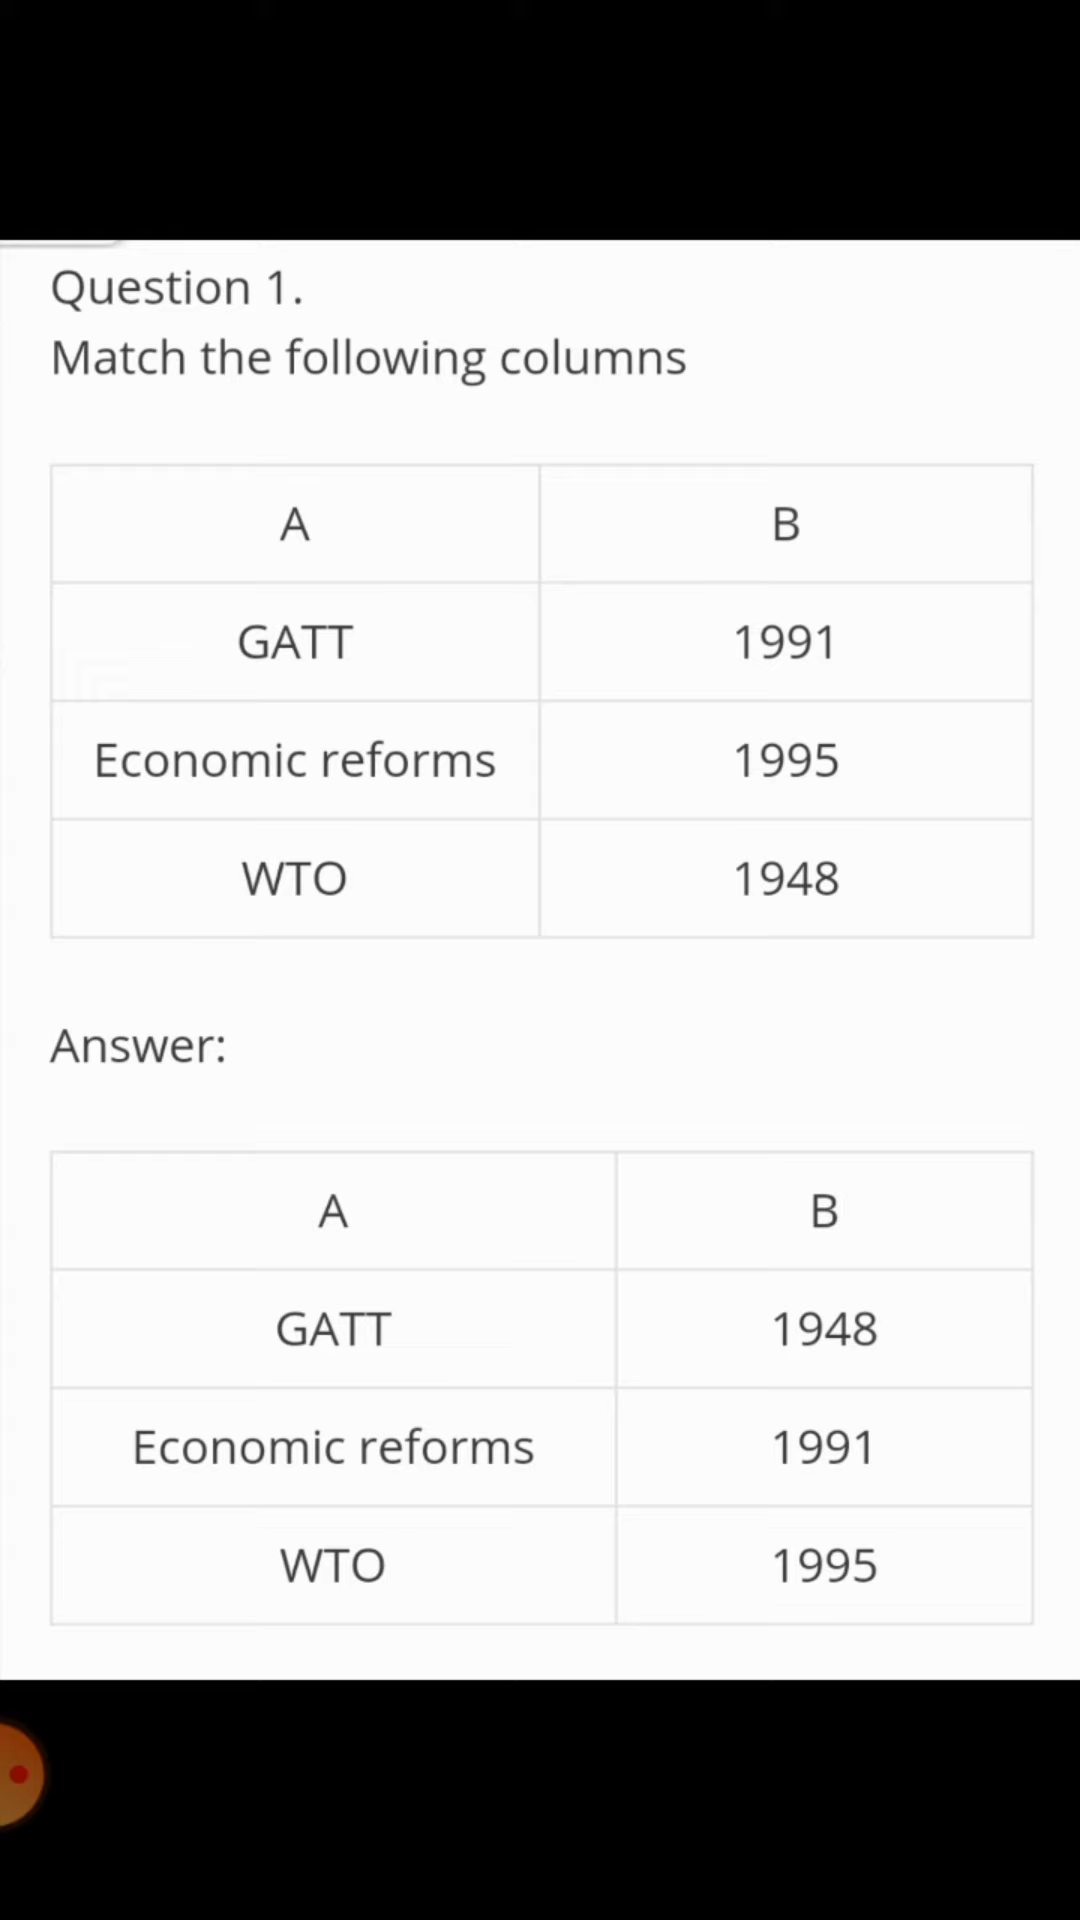 Question 1.
Match the following columns
A B
GATT 1991
Economic reforms 1995
WTO 1948
Answer:
A B
GATT 1948
Economic reforms 1991
WTO 1995